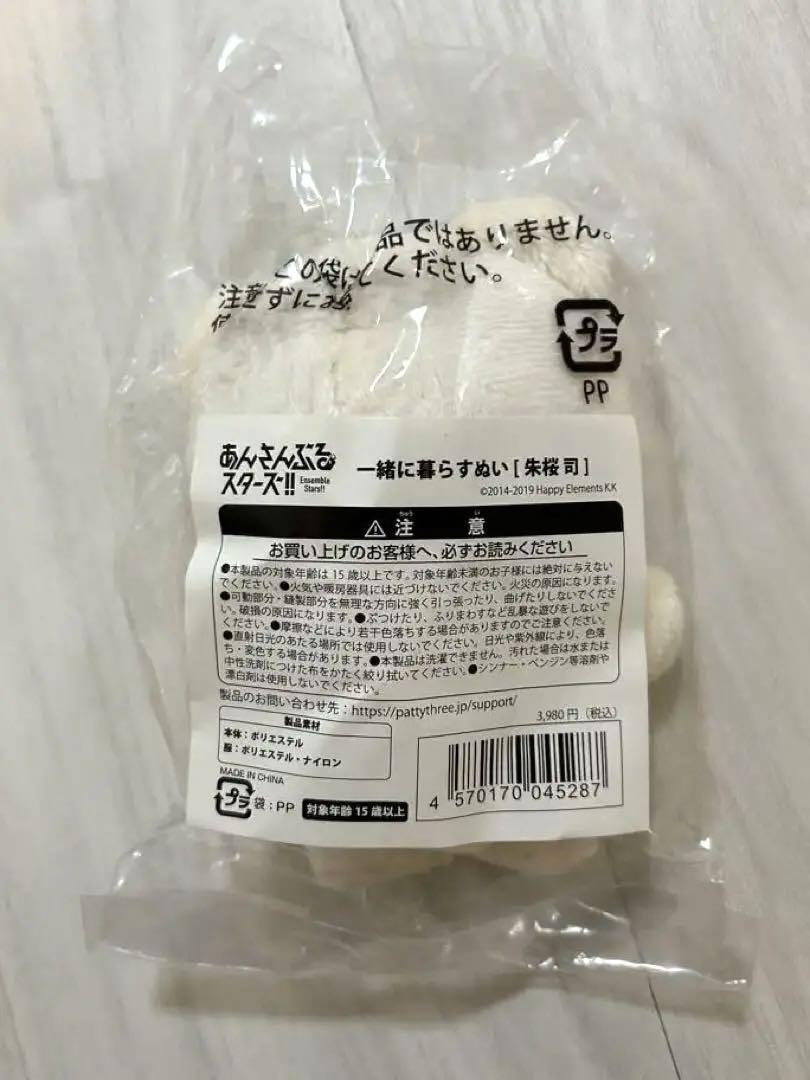 品ではありません。
の袋に
ください。
注意
ずに
プラ
PP
あんさんぶる
スターズ!!
Ensemble
Stars!!
一緒に暮らすぬい [ 朱桜 司 ]
©2014-2019 Happy Elements K.K
⚠ 注 意
ちゅう い
お買い上げのお客様へ、必ずお読みください
●本製品の対象年齢は 15 歳以上です。対象年齢未満のお子様には絶対に与えない
でください。●火気や暖房器具には近づけないでください。火災の原因になります。
●可動部分・縫製部分を無理な方向に強く引っ張ったり、曲げたりしないでくださ
い。破損の原因になります。●ぶつけたり、ふりまわすなど乱暴な遊びをしないで
ください。●摩擦などにより若干色落ちする場合がありますのでご注意ください。
●直射日光のあたる場所では使用しないでください。日光や紫外線により、色落
ち・変色する場合があります。●本製品は洗濯できません。汚れた場合は水または
中性洗剤につけた布をかたく絞り拭いてください。●シンナー・ベンジン等溶剤や
漂白剤は使用しないでください。
製品のお問い合わせ先：https://pattythree.jp/support/
3,980 円（税込）
製品素材
本体：ポリエステル
服：ポリエステル・ナイロン
MADE IN CHINA
プラ 袋：PP
対象年齢 15 歳以上
4 570170 045287